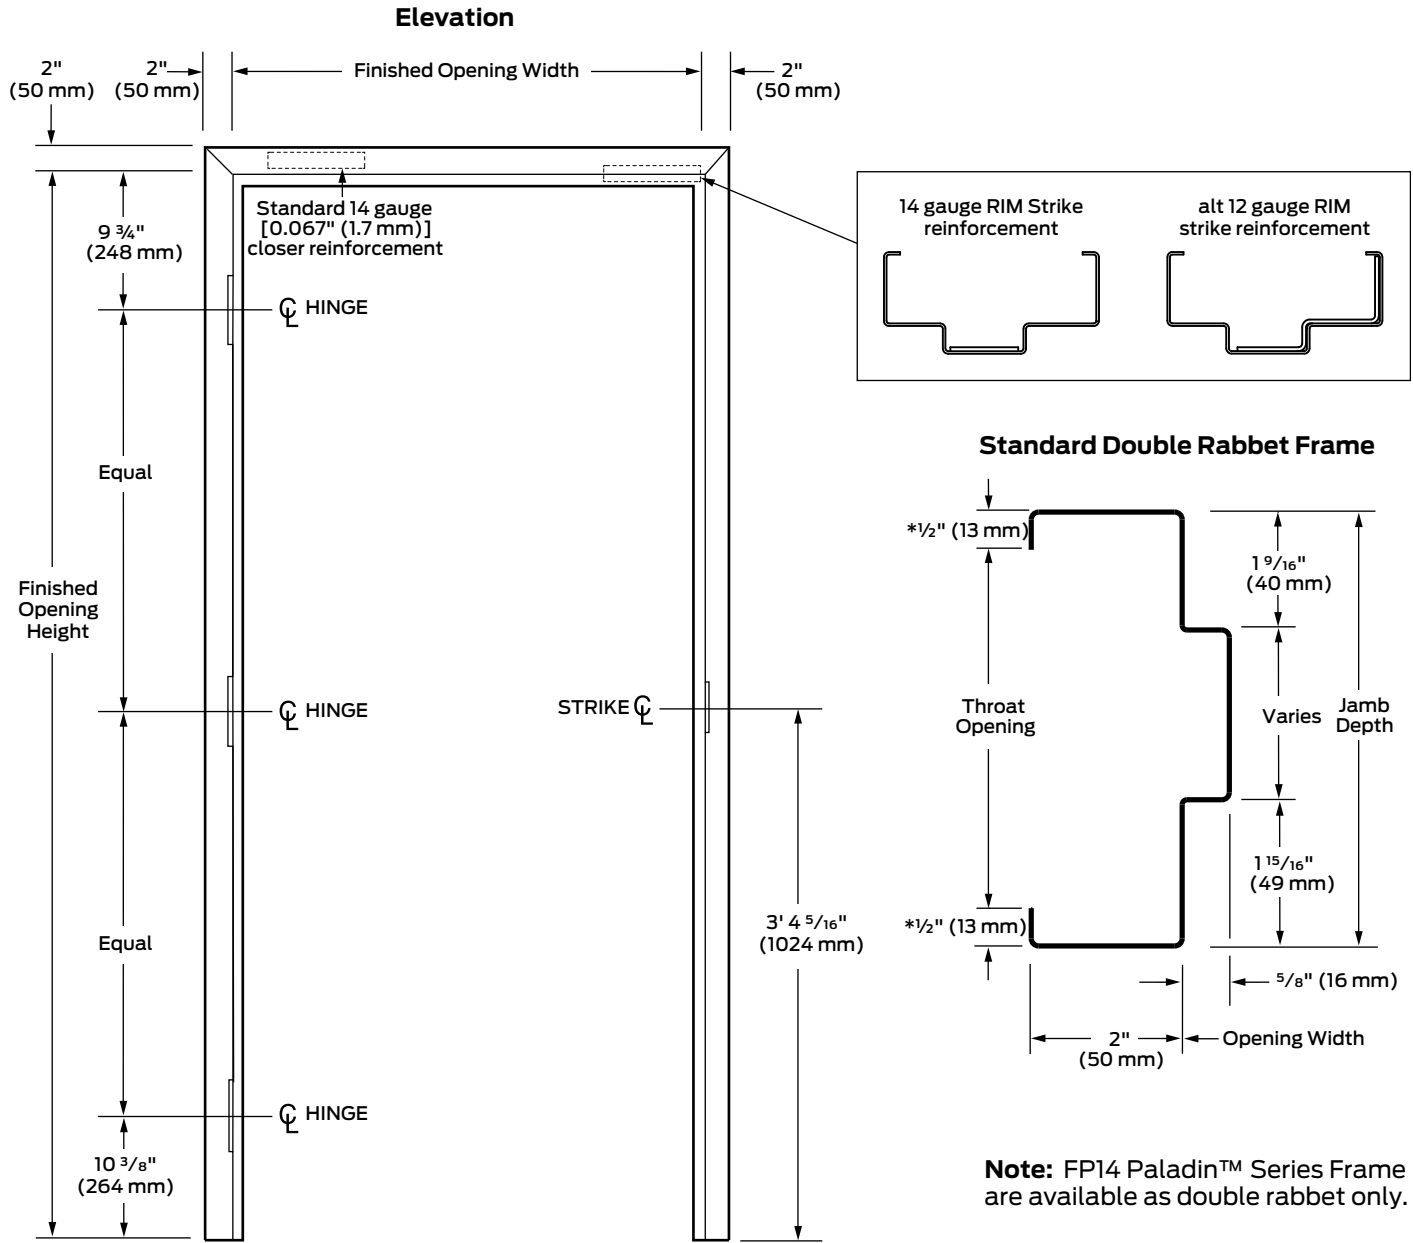 Elevation
2"
(50 mm)
2"
(50 mm)
Finished Opening Width
2"
(50 mm)
9 ¾"
(248 mm)
Standard 14 gauge
[0.067" (1.7 mm)]
closer reinforcement
14 gauge RIM Strike
reinforcement
alt 12 gauge RIM
strike reinforcement
℄ HINGE
Equal
Finished
Opening
Height
℄ HINGE
STRIKE ℄
Equal
3' 4 5/16"
(1024 mm)
℄ HINGE
10 3/8"
(264 mm)
Standard Double Rabbet Frame
*½" (13 mm)
1 9/16"
(40 mm)
Throat
Opening
Varies
Jamb
Depth
1 15/16"
(49 mm)
*½" (13 mm)
5/8" (16 mm)
2"
(50 mm)
Opening Width
Note: FP14 Paladin™ Series Frame
are available as double rabbet only.